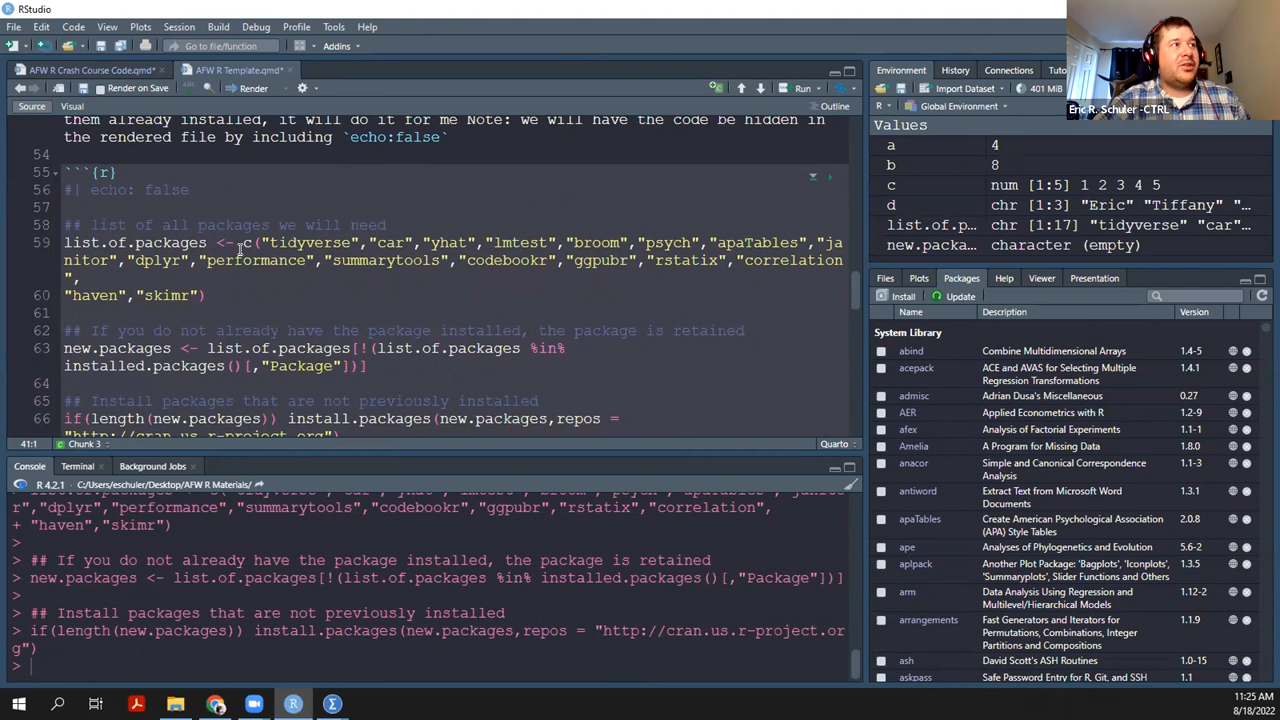 RStudio
File Edit Code View Plots Session Build Debug Profile Tools Help
Go to file/function Addins
AFW R Crash Course Code.qmd* AFW R Template.qmd*
Render on Save Render Run
Source Visual Outline
them already installed, it will do it for me Note: we will have the code be hidden in
the rendered file by including `echo:false`
54
55 ```{r}
56 #| echo: false
57
58 ## list of all packages we will need
59 list.of.packages <- c("tidyverse","car","yhat","lmtest","broom","psych","apaTables","ja
nitor","dplyr","performance","summarytools","codebookr","ggpubr","rstatix","correlation
",
60 "haven","skimr")
61
62 ## If you do not already have the package installed, the package is retained
63 new.packages <- list.of.packages[!(list.of.packages %in%
installed.packages()[,"Package"])]
64
65 ## Install packages that are not previously installed
66 if(length(new.packages)) install.packages(new.packages,repos =
"http://cran.us.r-project.org")
41:1 Chunk 3 Quarto
Console Terminal Background Jobs
R 4.2.1 · C:/Users/eschuler/Desktop/AFW R Materials/
r","dplyr","performance","summarytools","codebookr","ggpubr","rstatix","correlation",
+ "haven","skimr")
>
> ## If you do not already have the package installed, the package is retained
> new.packages <- list.of.packages[!(list.of.packages %in% installed.packages()[,"Package"])]
>
> ## Install packages that are not previously installed
> if(length(new.packages)) install.packages(new.packages,repos = "http://cran.us.r-project.or
g")
>
Eric R. Schuler -CTRL
Environment History Connections Tu
Import Dataset 401 MiB
R Global Environment
Values
a 4
b 8
c num [1:5] 1 2 3 4 5
d chr [1:3] "Eric" "Tiffany" "…
list.of.p… chr [1:17] "tidyverse" "car"…
new.packa… character (empty)
Files Plots Packages Help Viewer Presentation
Install Update
Name Description Version
System Library
abind Combine Multidimensional Arrays 1.4-5
acepack ACE and AVAS for Selecting Multiple Regression Transformations 1.4.1
admisc Adrian Dusa's Miscellaneous 0.27
AER Applied Econometrics with R 1.2-9
afex Analysis of Factorial Experiments 1.1-1
Amelia A Program for Missing Data 1.8.0
anacor Simple and Canonical Correspondence Analysis 1.1-3
antiword Extract Text from Microsoft Word Documents 1.3.1
apaTables Create American Psychological Association (APA) Style Tables 2.0.8
ape Analyses of Phylogenetics and Evolution 5.6-2
aplpack Another Plot Package: 'Bagplots', 'Iconplots', 'Summaryplots', Slider Functions and Others 1.3.5
arm Data Analysis Using Regression and Multilevel/Hierarchical Models 1.12-2
arrangements Fast Generators and Iterators for Permutations, Combinations, Integer Partitions and Compositions 1.1.9
ash David Scott's ASH Routines 1.0-15
askpass Safe Password Entry for R, Git, and SSH 1.1
11:25 AM
8/18/2022